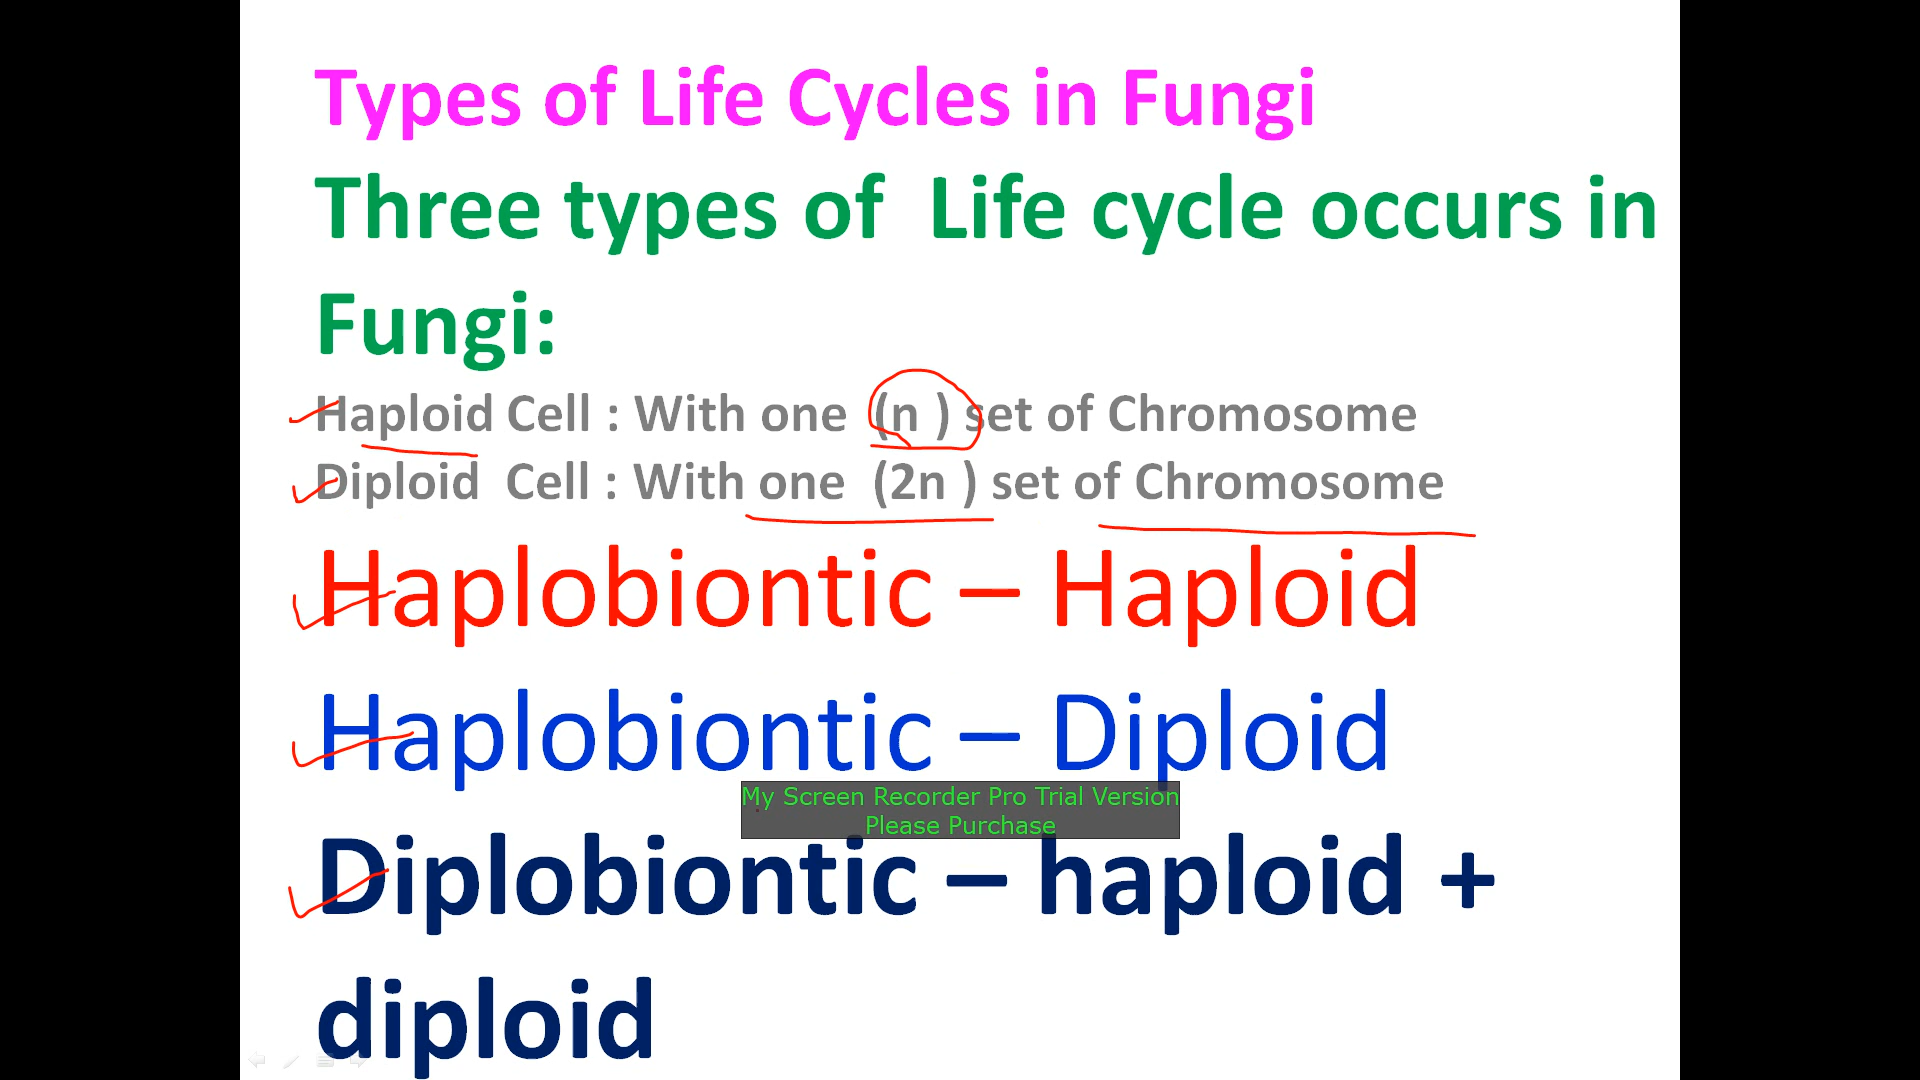 Types of Life Cycles in Fungi
Three types of Life cycle occurs in
Fungi:
Haploid Cell : With one (n ) set of Chromosome
Diploid Cell : With one (2n ) set of Chromosome
Haplobiontic – Haploid
Haplobiontic – Diploid
My Screen Recorder Pro Trial Version
Please Purchase
Diplobiontic – haploid +
diploid